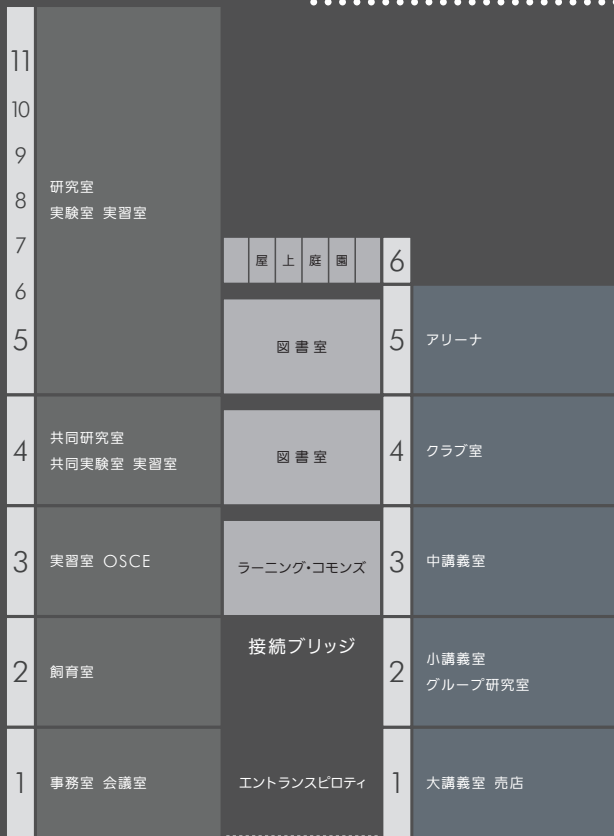 11
10
9
8
7
6
5
研究室
実験室 実習室
4
共同研究室
共同実験室 実習室
3
実習室 OSCE
2
飼育室
1
事務室 会議室
屋上庭園
図書室
図書室
ラーニング・コモンズ
接続ブリッジ
エントランスピロティ
6
5
アリーナ
4
クラブ室
3
中講義室
2
小講義室
グループ研究室
1
大講義室 売店